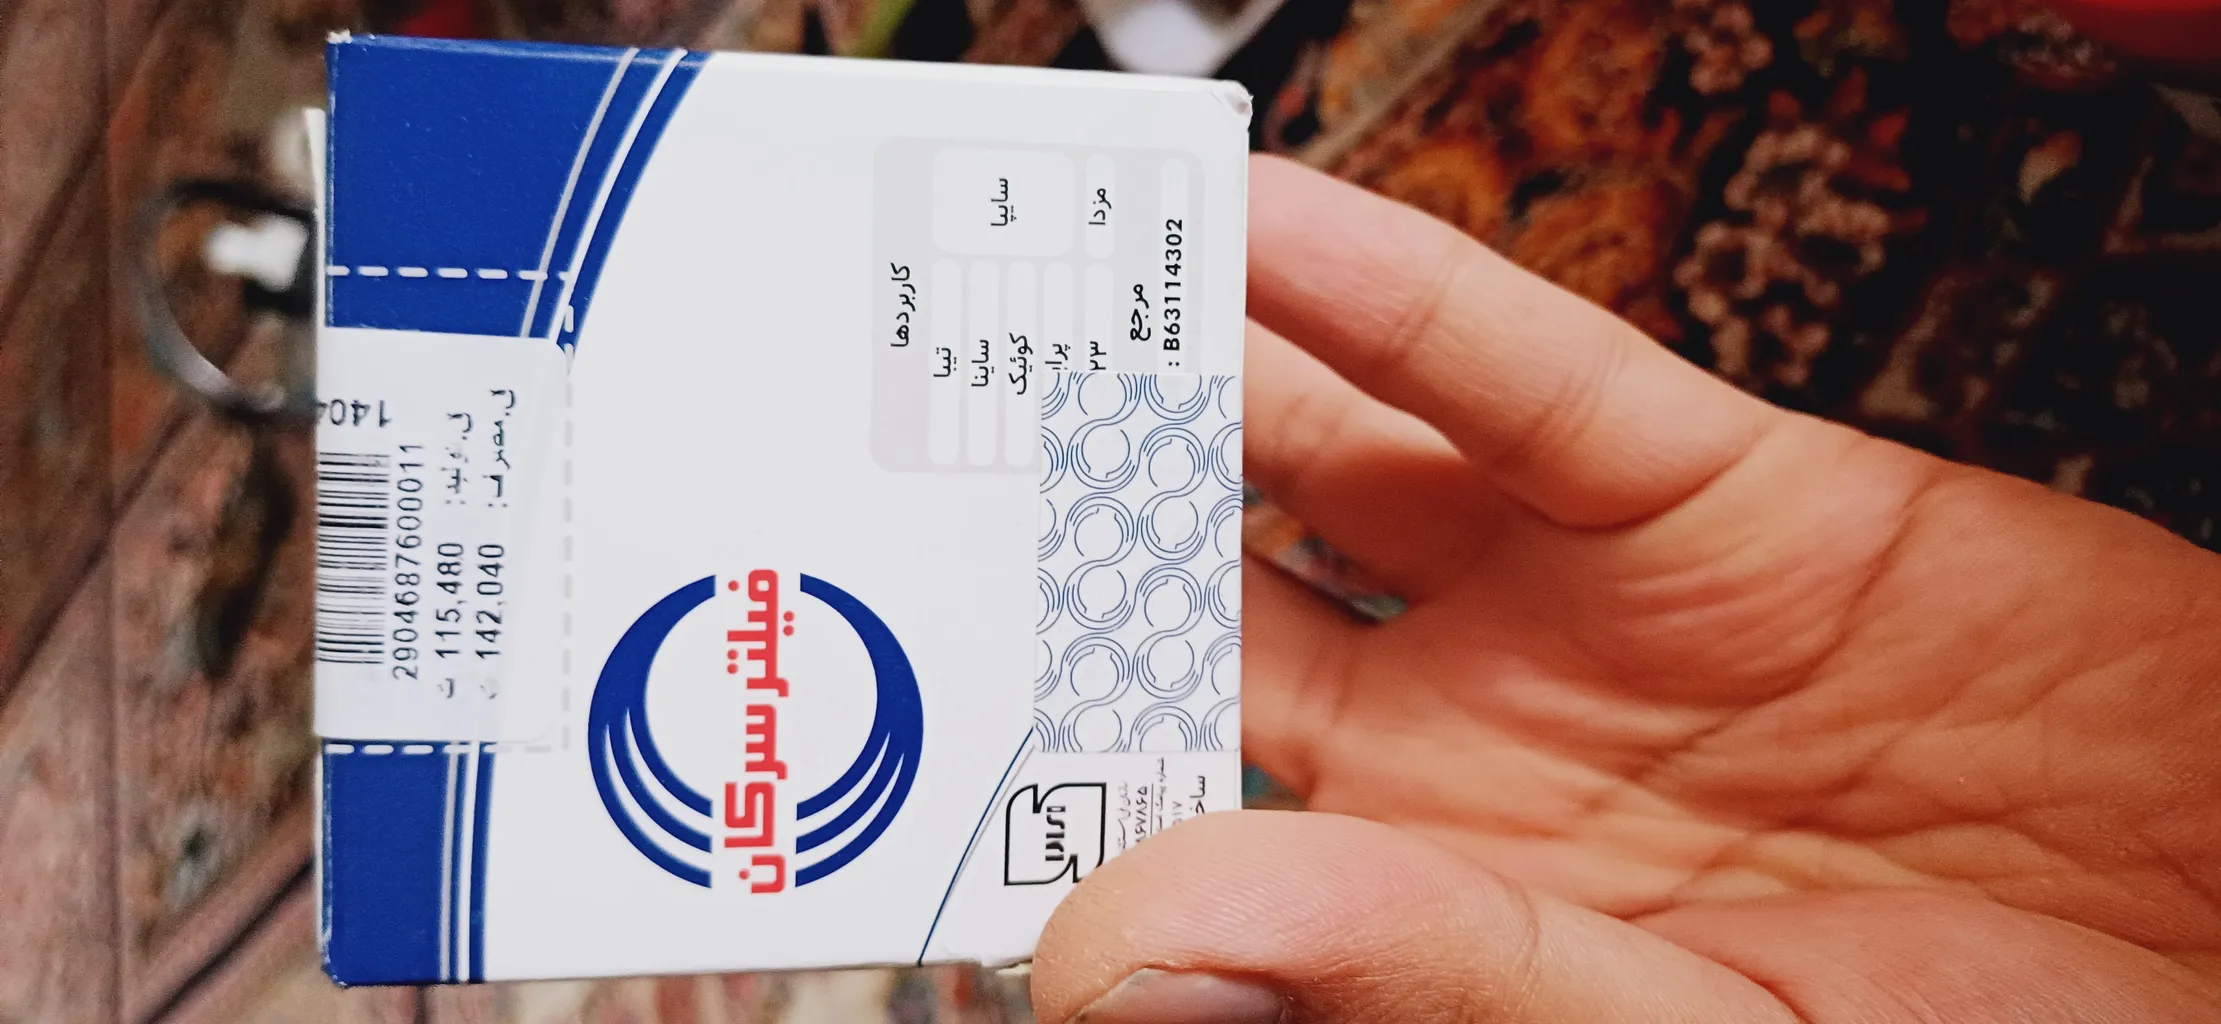 فیلتر سرکان
کاربردها
سایپا
تیبا
ساینا
کوئیک
مزدا
۳۲۳
مرجع
: B63114302
1404
2904687600011
ق.تولید: 115,480 ت
ق.مصرف: 142,040 ت